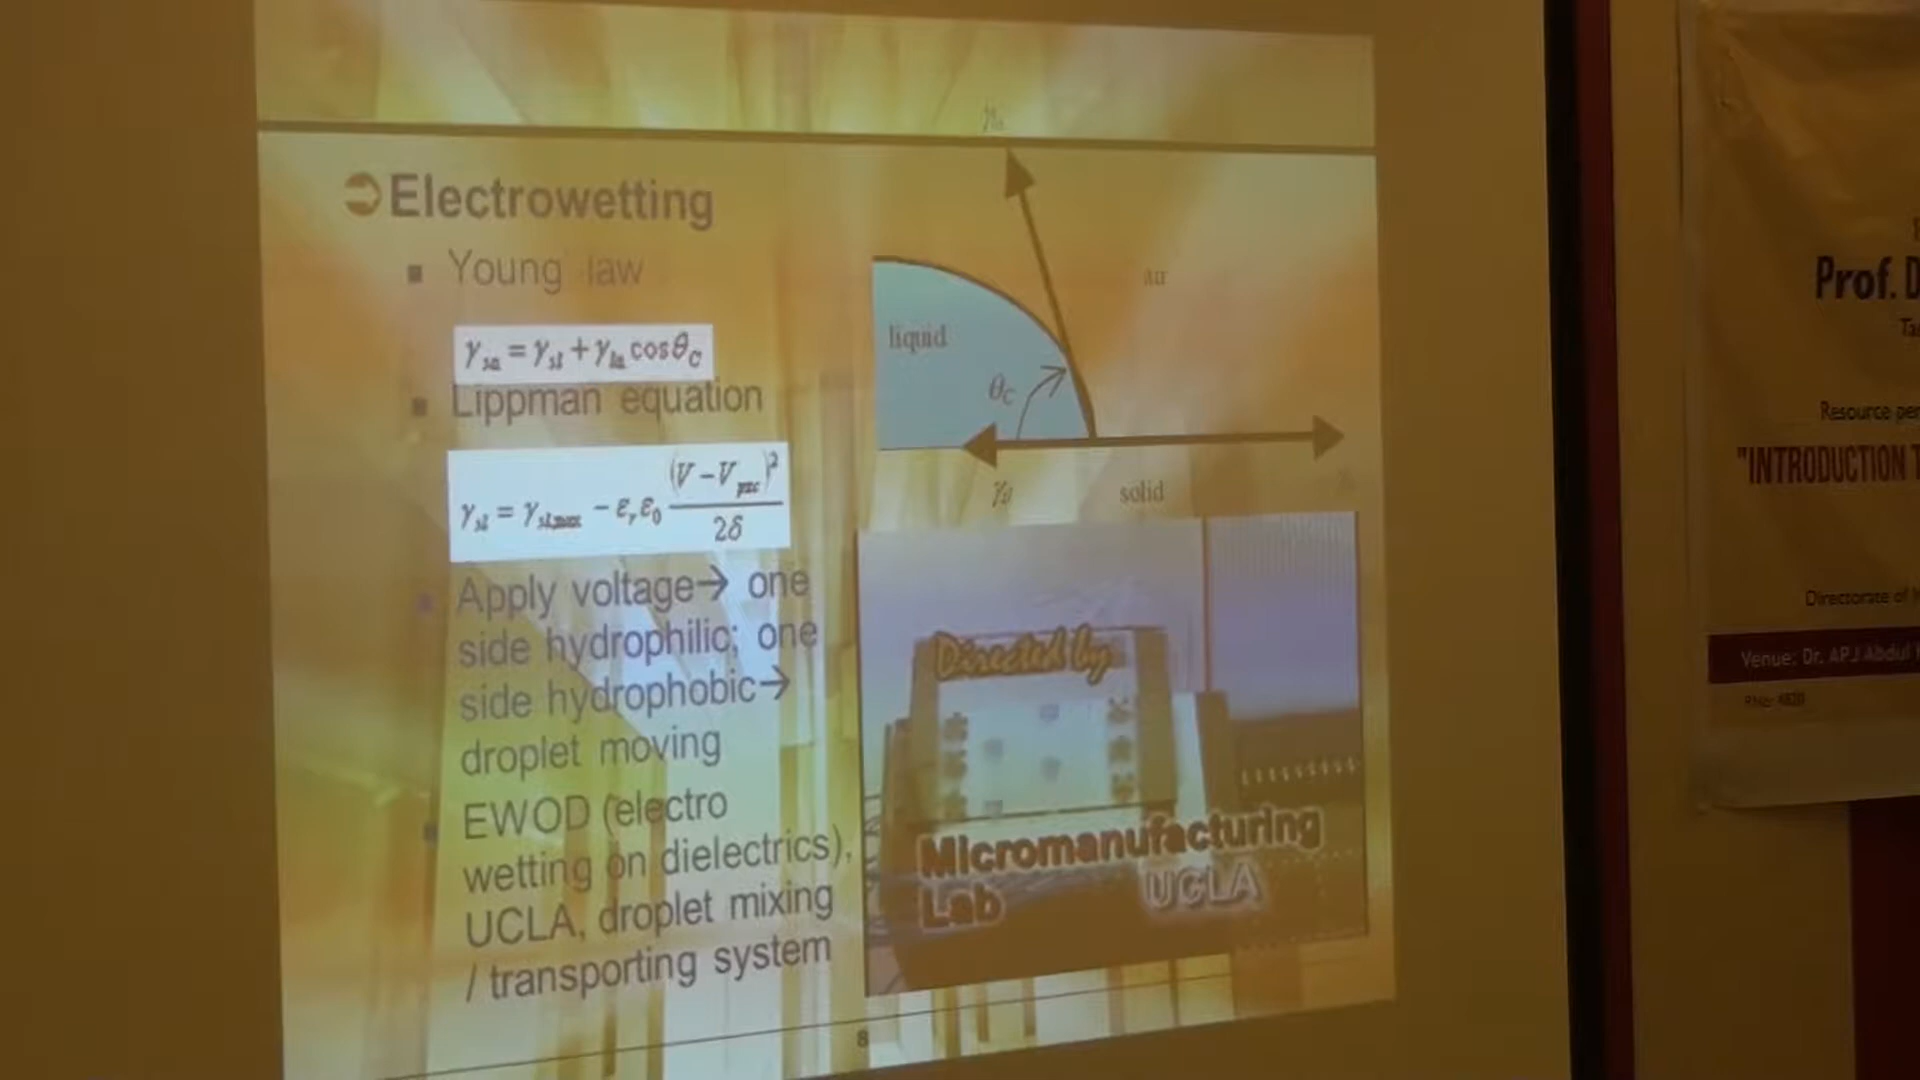 Electrowetting
Young law
γsa = γsl + γla cosθC
Lippman equation
γsl = γsl,max − εrε0 (V − Vpzc)² / 2δ
Apply voltage→ one
side hydrophilic; one
side hydrophobic→
droplet moving
EWOD (electro
wetting on dielectrics),
UCLA, droplet mixing
/ transporting system
γla
air
liquid
θC
γsl
solid
Directed by
Micromanufacturing
Lab UCLA
8
Prof. D
Resource per
"INTRODUCTION T
Directorate of
Venue: Dr. APJ Abdul